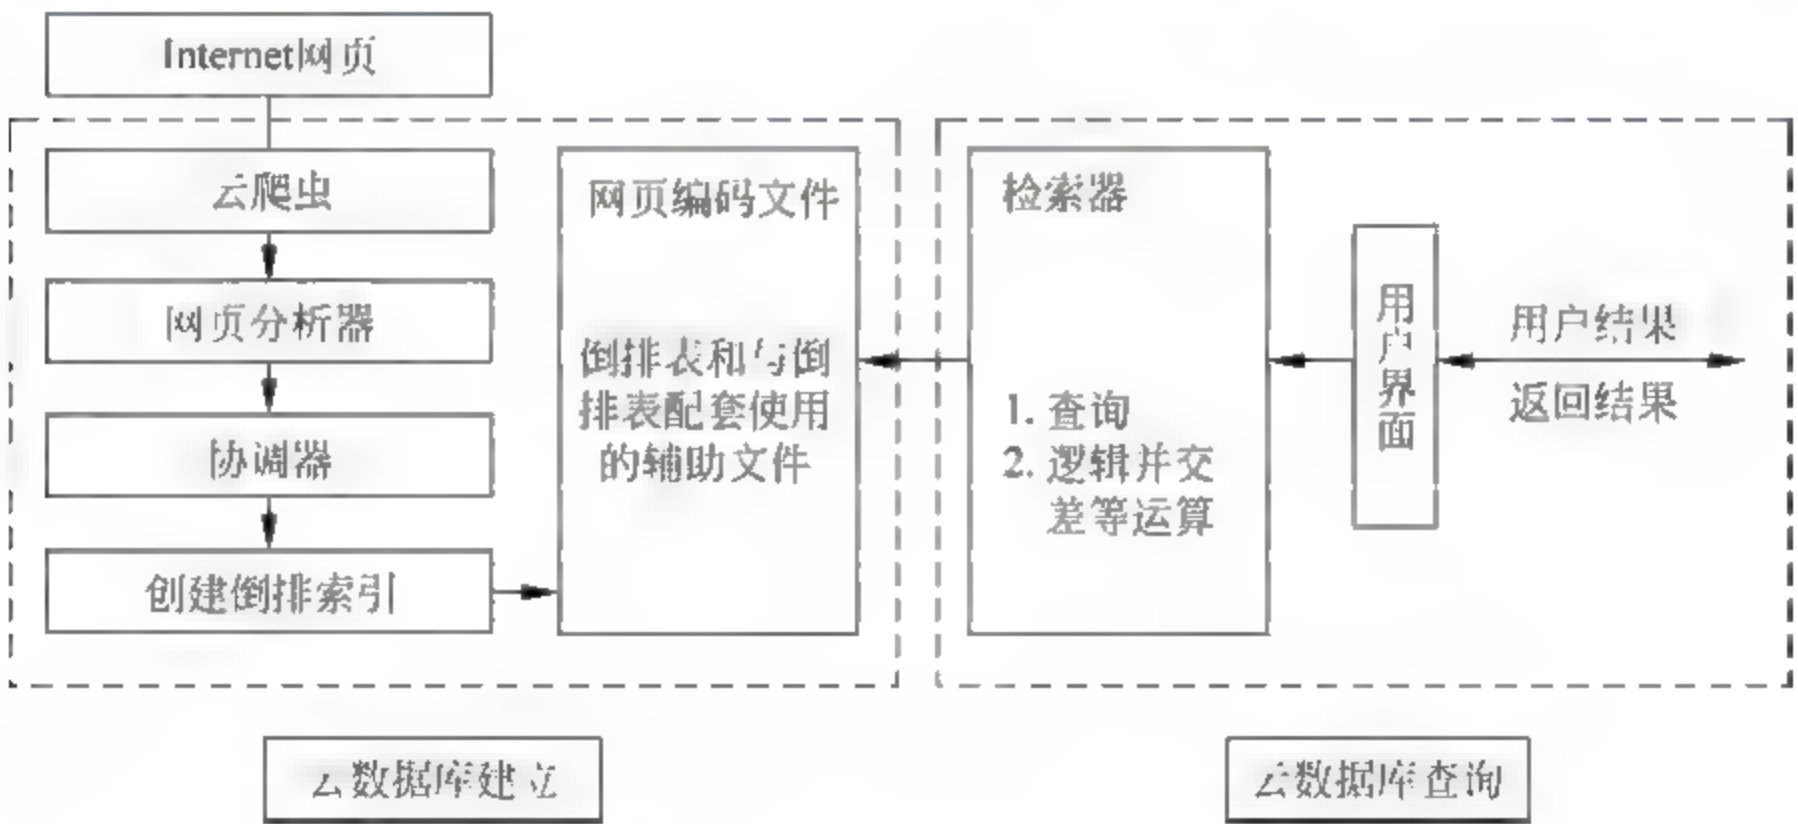 Internet网页
云爬虫
网页分析器
协调器
创建倒排索引
网页编码文件
倒排表和与倒
排表配套使用
的辅助文件
检索器
1. 查询
2. 逻辑并交
差等运算
用户界面
用户结果
返回结果
云数据库建立
云数据库查询